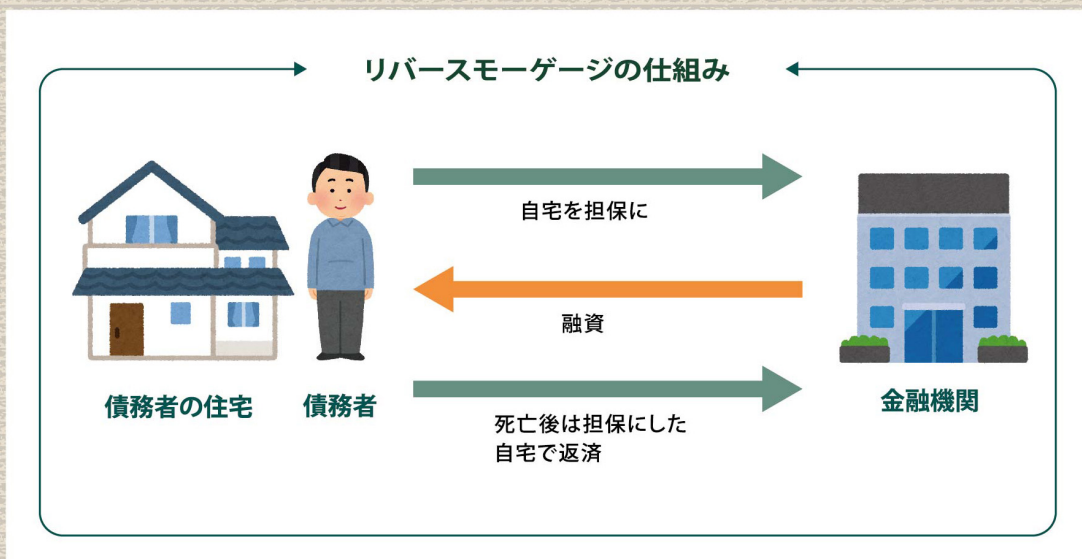 リバースモーゲージの仕組み
自宅を担保に
融資
死亡後は担保にした
自宅で返済
債務者の住宅
債務者
金融機関